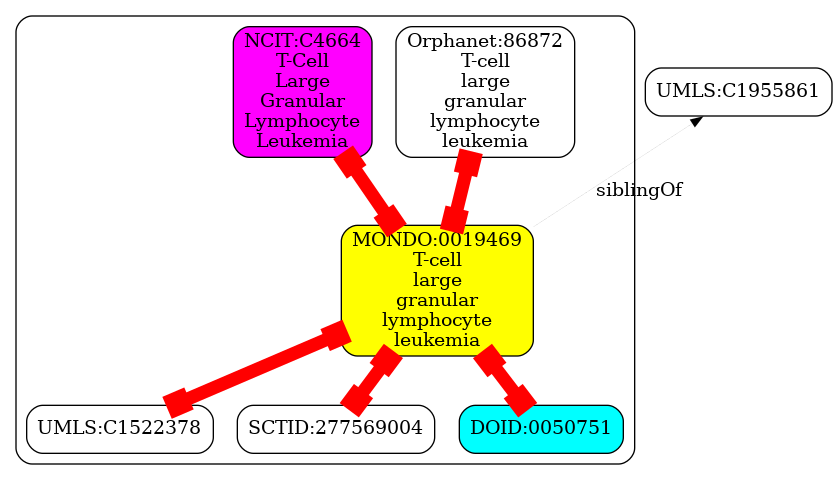 NCIT:C4664
T-Cell
Large
Granular
Lymphocyte
Leukemia
Orphanet:86872
T-cell
large
granular
lymphocyte
leukemia
UMLS:C1955861
siblingOf
MONDO:0019469
T-cell
large
granular
lymphocyte
leukemia
UMLS:C1522378
SCTID:277569004
DOID:0050751